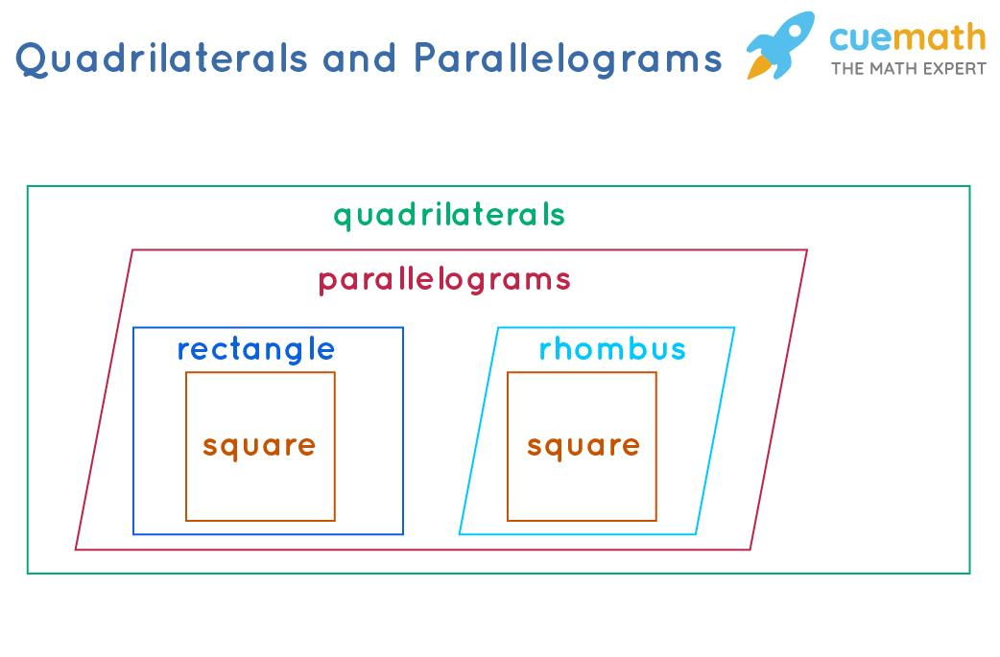 Quadrilaterals and Parallelograms
cuemath
THE MATH EXPERT
quadrilaterals
parallelograms
rectangle
rhombus
square
square